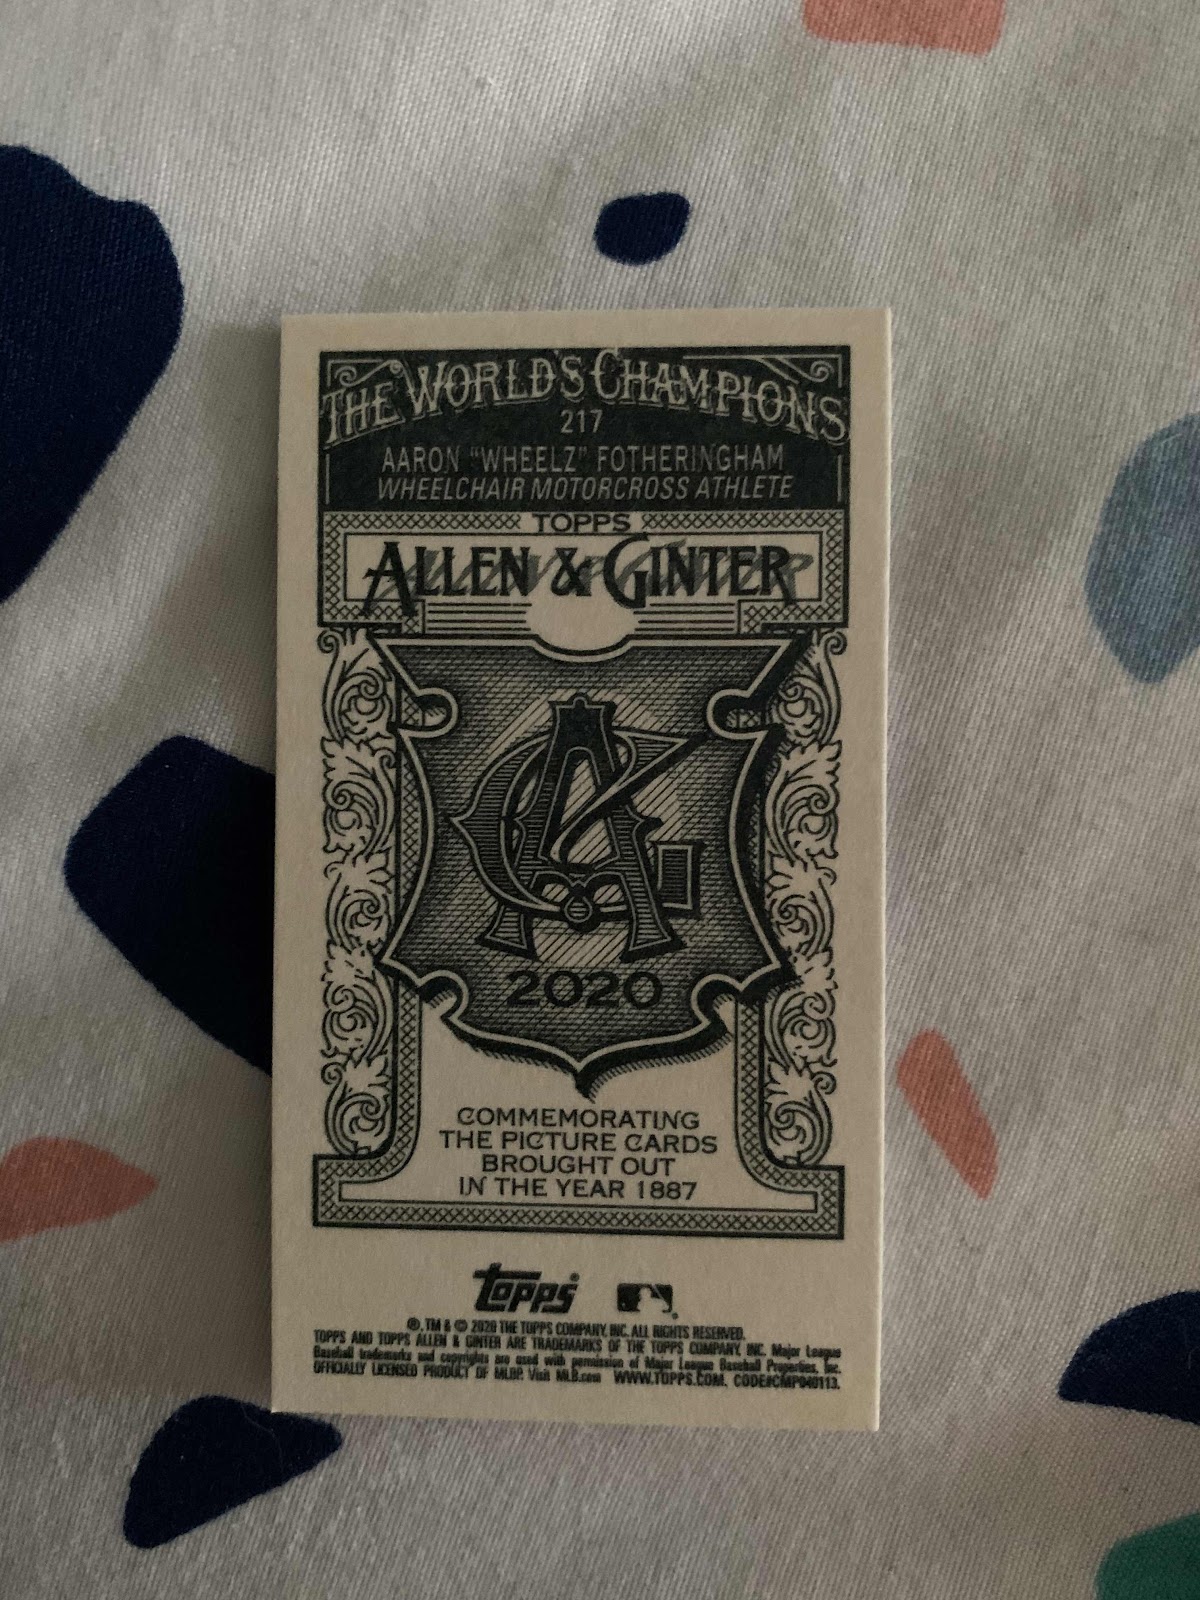 THE WORLD'S CHAMPIONS
217
AARON "WHEELZ" FOTHERINGHAM
WHEELCHAIR MOTORCROSS ATHLETE
TOPPS
ALLEN & GINTER
A&G
2020
COMMEMORATING
THE PICTURE CARDS
BROUGHT OUT
IN THE YEAR 1887
topps®
®, TM & © 2020 THE TOPPS COMPANY, INC. ALL RIGHTS RESERVED.
TOPPS AND TOPPS ALLEN & GINTER ARE TRADEMARKS OF THE TOPPS COMPANY, INC. Major League
Baseball trademarks and copyrights are used with permission of Major League Baseball Properties, Inc.
OFFICIALLY LICENSED PRODUCT OF MLBP. Visit MLB.com WWW.TOPPS.COM. CODE#CMP040113.